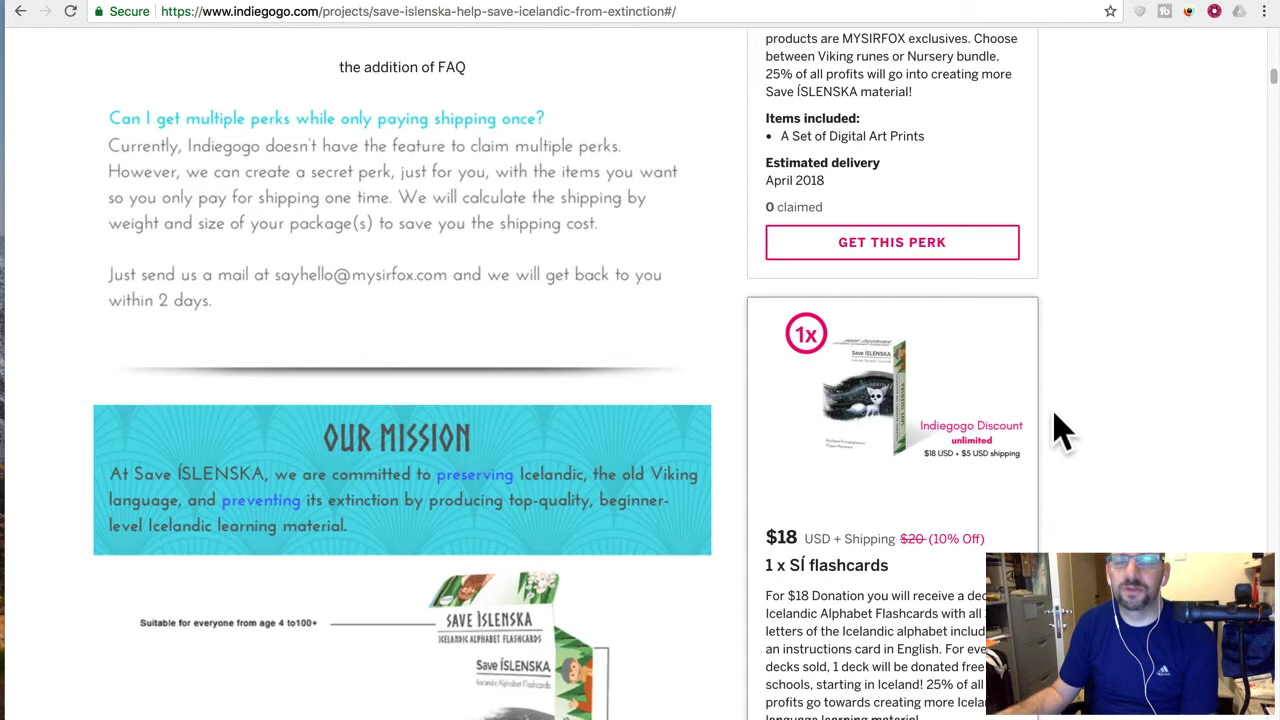 Secure
https://www.indiegogo.com/projects/save-islenska-help-save-icelandic-from-extinction#/
the addition of FAQ
Can I get multiple perks while only paying shipping once?
Currently, Indiegogo doesn't have the feature to claim multiple perks.
However, we can create a secret perk, just for you, with the items you want
so you only pay for shipping one time. We will calculate the shipping by
weight and size of your package(s) to save you the shipping cost.
Just send us a mail at sayhello@mysirfox.com and we will get back to you
within 2 days.
OUR MISSION
At Save ÍSLENSKA, we are committed to preserving Icelandic, the old Viking
language, and preventing its extinction by producing top-quality, beginner-
level Icelandic learning material.
Suitable for everyone from age 4 to100+
SAVE ÍSLENSKA
ICELANDIC ALPHABET FLASHCARDS
Save ÍSLENSKA
Icelandic Alphabet Flashcards
products are MYSIRFOX exclusives. Choose
between Viking runes or Nursery bundle.
25% of all profits will go into creating more
Save ÍSLENSKA material!
Items included:
A Set of Digital Art Prints
Estimated delivery
April 2018
0 claimed
GET THIS PERK
1x
Save ÍSLENSKA
Indiegogo Discount
unlimited
$18 USD + $5 USD shipping
$18 USD + Shipping $20 (10% Off)
1 x SÍ flashcards
For $18 Donation you will receive a dec
Icelandic Alphabet Flashcards with all
letters of the Icelandic alphabet includ
an instructions card in English. For eve
decks sold, 1 deck will be donated free
schools, starting in Iceland! 25% of all
profits go towards creating more Icela
language learning material
adidas